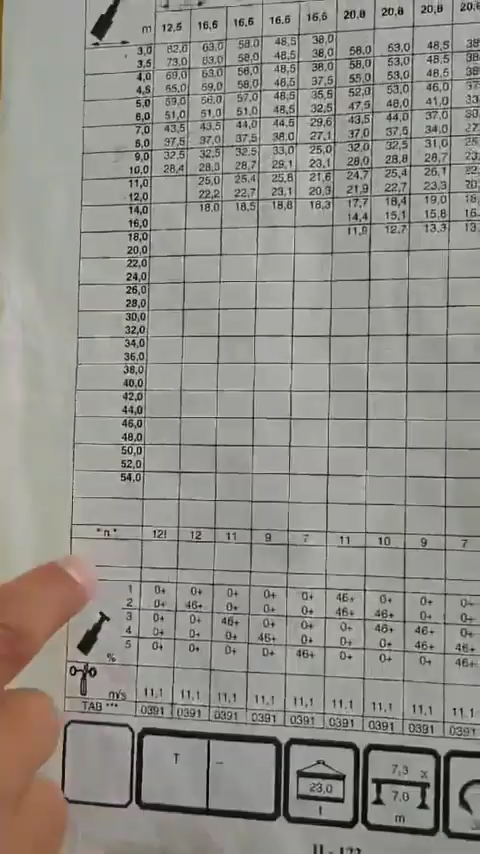 m 12,5 16,6 16,6 16,6 16,6 20,8 20,8 20,8 20,8
3,0 82,0 63,0 58,0 48,5 38,0
3,5 73,0 63,0 58,0 48,5 38,0 58,0 53,0 48,5 38
4,0 69,0 63,0 58,0 48,5 38,0 58,0 53,0 48,5 38
4,5 65,0 59,0 58,0 48,5 37,5 55,0 53,0 48,5 38
5,0 59,0 56,0 57,0 48,5 35,5 52,0 53,0 46,0 37
6,0 51,0 51,0 51,0 48,5 32,5 47,5 48,0 41,0 33
7,0 43,5 43,5 44,0 44,5 29,6 43,5 44,0 37,0 30
8,0 37,5 37,0 37,5 38,0 27,1 37,0 37,5 34,0 27
9,0 32,5 32,5 32,5 33,0 25,0 32,0 32,5 31,0 25
10,0 28,4 28,3 28,7 29,1 23,1 28,0 28,8 28,7 23
11,0 25,0 25,4 25,8 21,6 24,7 25,4 26,1 22
12,0 22,2 22,7 23,1 20,3 21,9 22,7 23,3 20
14,0 18,0 18,5 18,8 18,3 17,7 18,4 19,0 18
16,0 14,4 15,1 15,8 16
18,0 11,9 12,7 13,3 13
20,0
22,0
24,0
26,0
28,0
30,0
32,0
34,0
36,0
38,0
40,0
42,0
44,0
46,0
48,0
50,0
52,0
54,0
"n" 12! 12 11 9 7 11 10 9 7
1 0+ 0+ 0+ 0+ 0+ 46+ 0+ 0+ 0+
2 0+ 46+ 0+ 0+ 0+ 46+ 46+ 0+ 0+
3 0+ 0+ 46+ 0+ 0+ 0+ 46+ 46+ 0+
4 0+ 0+ 0+ 46+ 0+ 0+ 0+ 46+ 46+
5 0+ 0+ 0+ 0+ 46+ 0+ 0+ 0+ 46+
%
m/s 11,1 11,1 11,1 11,1 11,1 11,1 11,1 11,1 11,1
TAB *** 0391 0391 0391 0391 0391 0391 0391 0391 0391
T –
23,0
t
7,3 x
7,0
m